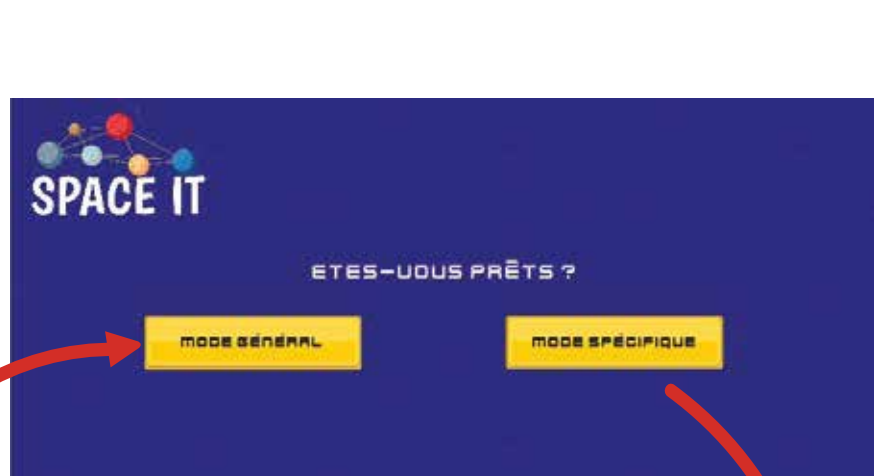 SPACE IT
ETES-VOUS PRÊTS ?
MODE GÉNÉRAL
MODE SPÉCIFIQUE